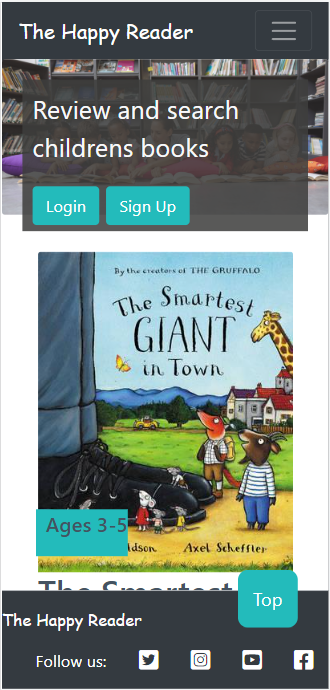 The Happy Reader
Review and search
childrens books
Login Sign Up
By the creators of THE GRUFFALO
The Smartest
GIANT
in Town
Ages 3-5
ldson Axel Scheffler
The Smartest
Top
The Happy Reader
Follow us: